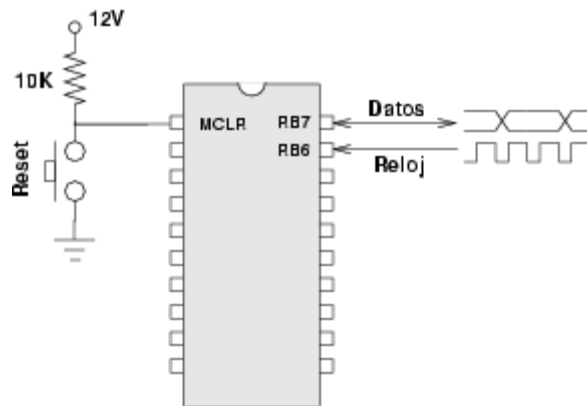 12V
10K
MCLR
RB7
Datos
RB6
Reloj
Reset